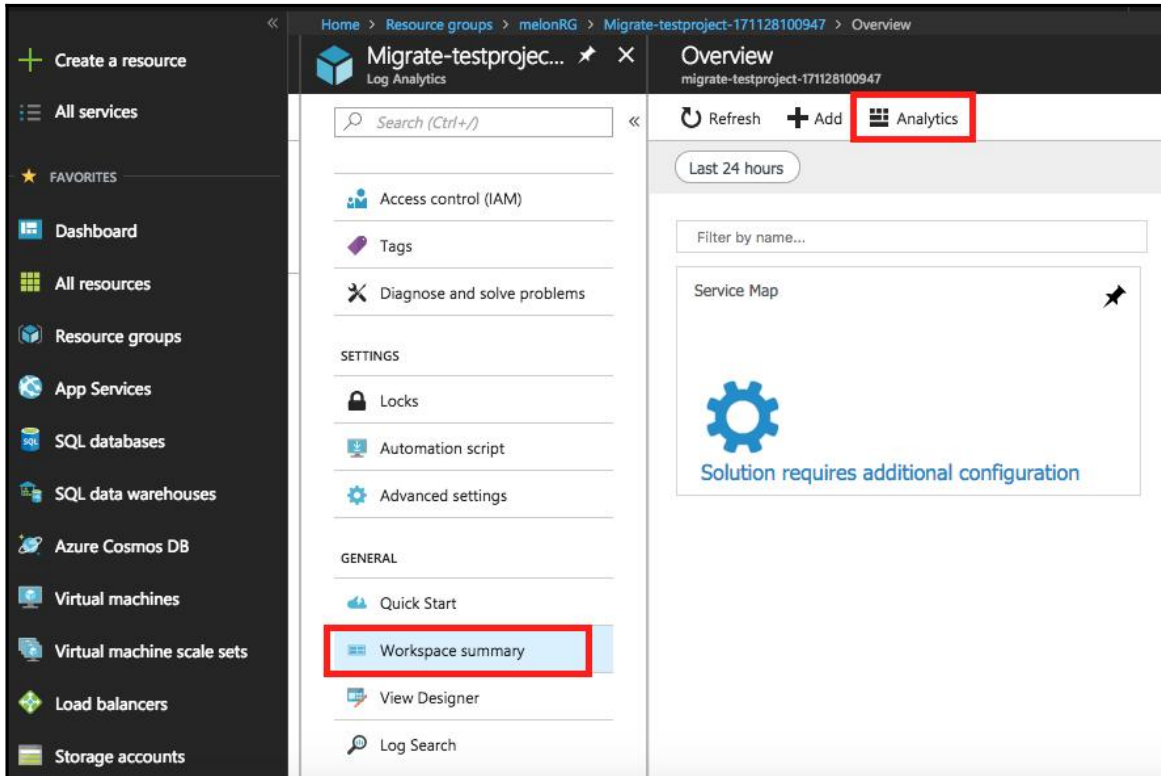 Home > Resource groups > melonRG > Migrate-testproject-171128100947 > Overview
Create a resource
All services
FAVORITES
Dashboard
All resources
Resource groups
App Services
SQL databases
SQL data warehouses
Azure Cosmos DB
Virtual machines
Virtual machine scale sets
Load balancers
Storage accounts
Migrate-testprojec...
Log Analytics
Search (Ctrl+/)
Access control (IAM)
Tags
Diagnose and solve problems
SETTINGS
Locks
Automation script
Advanced settings
GENERAL
Quick Start
Workspace summary
View Designer
Log Search
Overview
migrate-testproject-171128100947
Refresh Add Analytics
Last 24 hours
Filter by name...
Service Map
Solution requires additional configuration